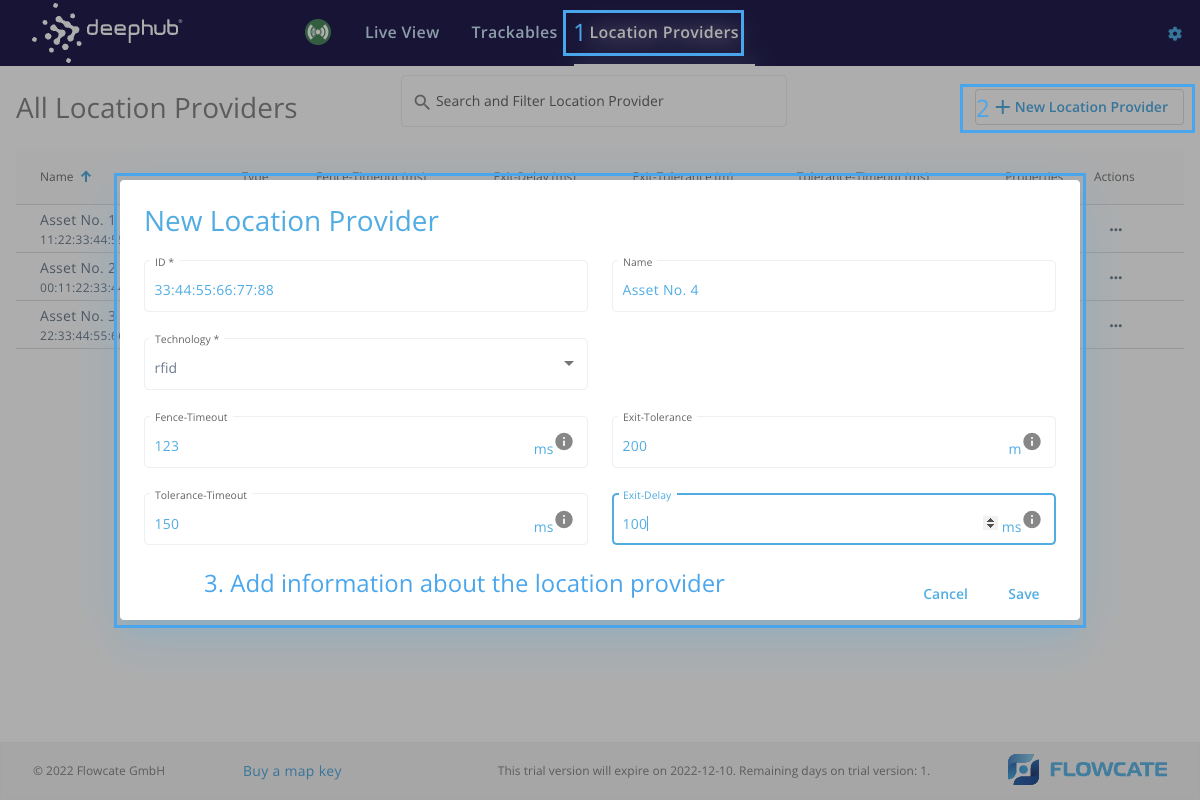 deephub
Live View
Trackables
1 Location Providers
All Location Providers
Search and Filter Location Provider
2 + New Location Provider
Name
Type
Fence-Timeout (ms)
Exit-Delay (ms)
Exit-Tolerance (m)
Tolerance-Timeout (ms)
Properties
Actions
Asset No. 1
11:22:33:44:5
Asset No. 2
00:11:22:33:4
Asset No. 3
22:33:44:55:6
New Location Provider
ID *
33:44:55:66:77:88
Name
Asset No. 4
Technology *
rfid
Fence-Timeout
123
ms
Exit-Tolerance
200
m
Tolerance-Timeout
150
ms
Exit-Delay
100
ms
3. Add information about the location provider
Cancel
Save
© 2022 Flowcate GmbH
Buy a map key
This trial version will expire on 2022-12-10. Remaining days on trial version: 1.
FLOWCATE